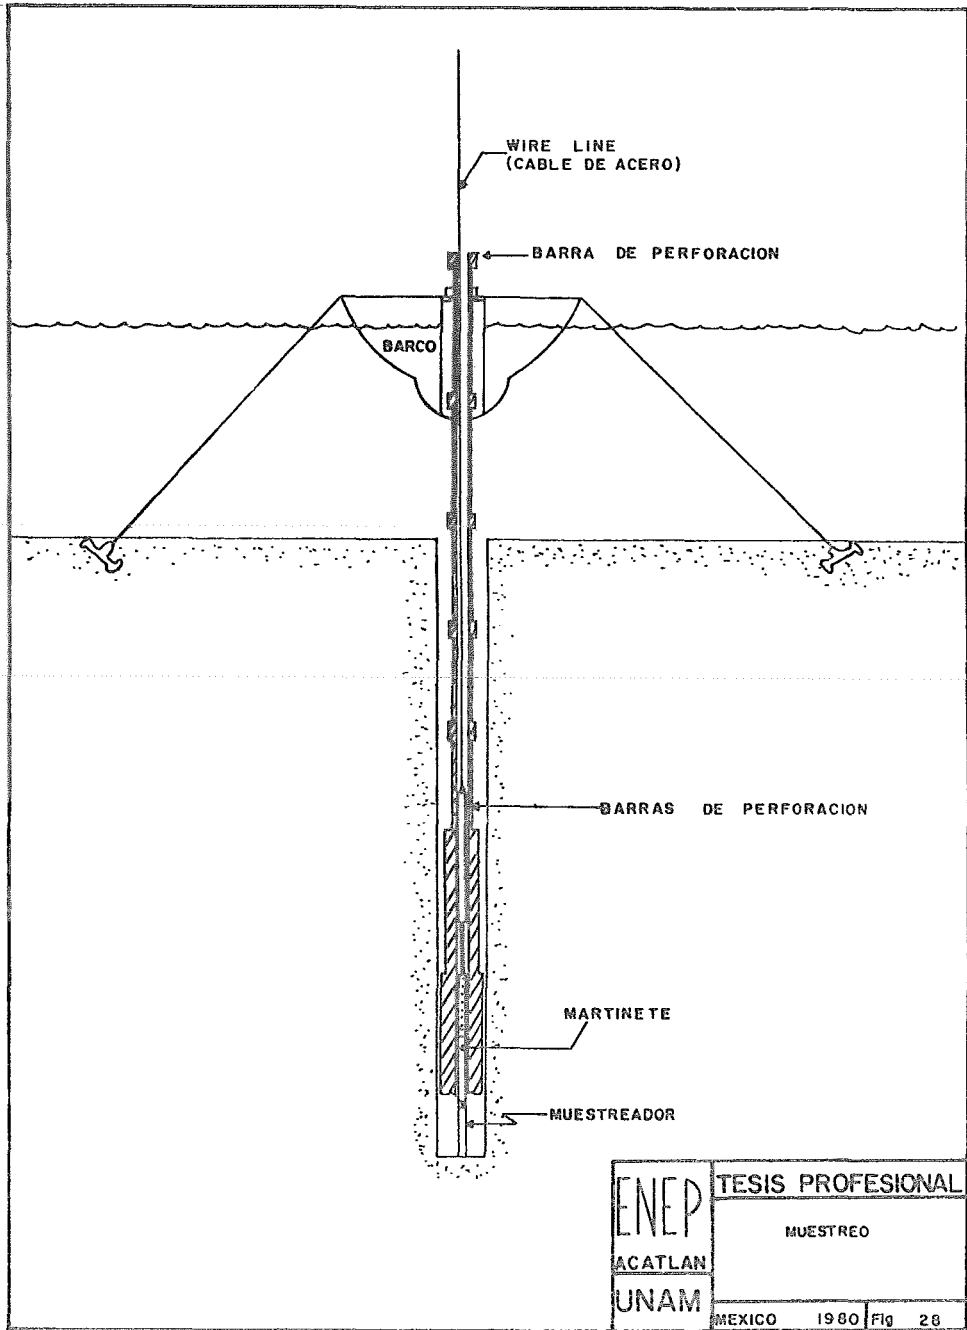 WIRE LINE
(CABLE DE ACERO)
BARRA DE PERFORACION
BARCO
BARRAS DE PERFORACION
MARTINETE
MUESTREADOR
ENEP
ACATLAN
UNAM
TESIS PROFESIONAL
MUESTREO
MEXICO 1980 Fig 28